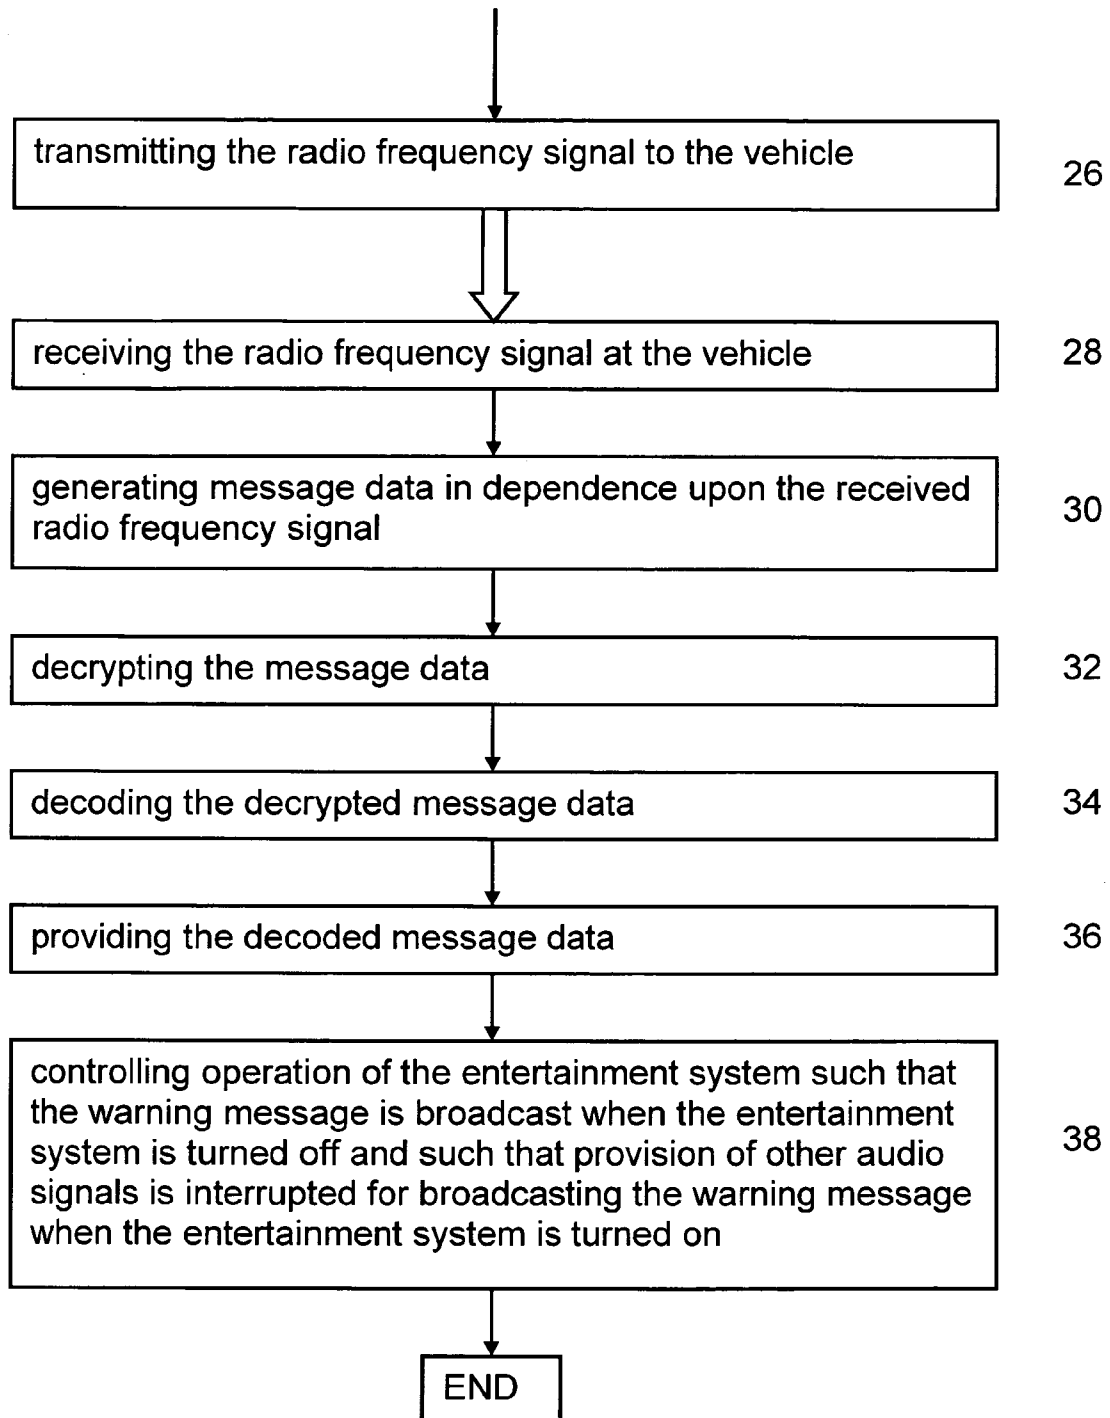 transmitting the radio frequency signal to the vehicle
26
receiving the radio frequency signal at the vehicle
28
generating message data in dependence upon the received
radio frequency signal
30
decrypting the message data
32
decoding the decrypted message data
34
providing the decoded message data
36
controlling operation of the entertainment system such that
the warning message is broadcast when the entertainment
system is turned off and such that provision of other audio
signals is interrupted for broadcasting the warning message
when the entertainment system is turned on
38
END